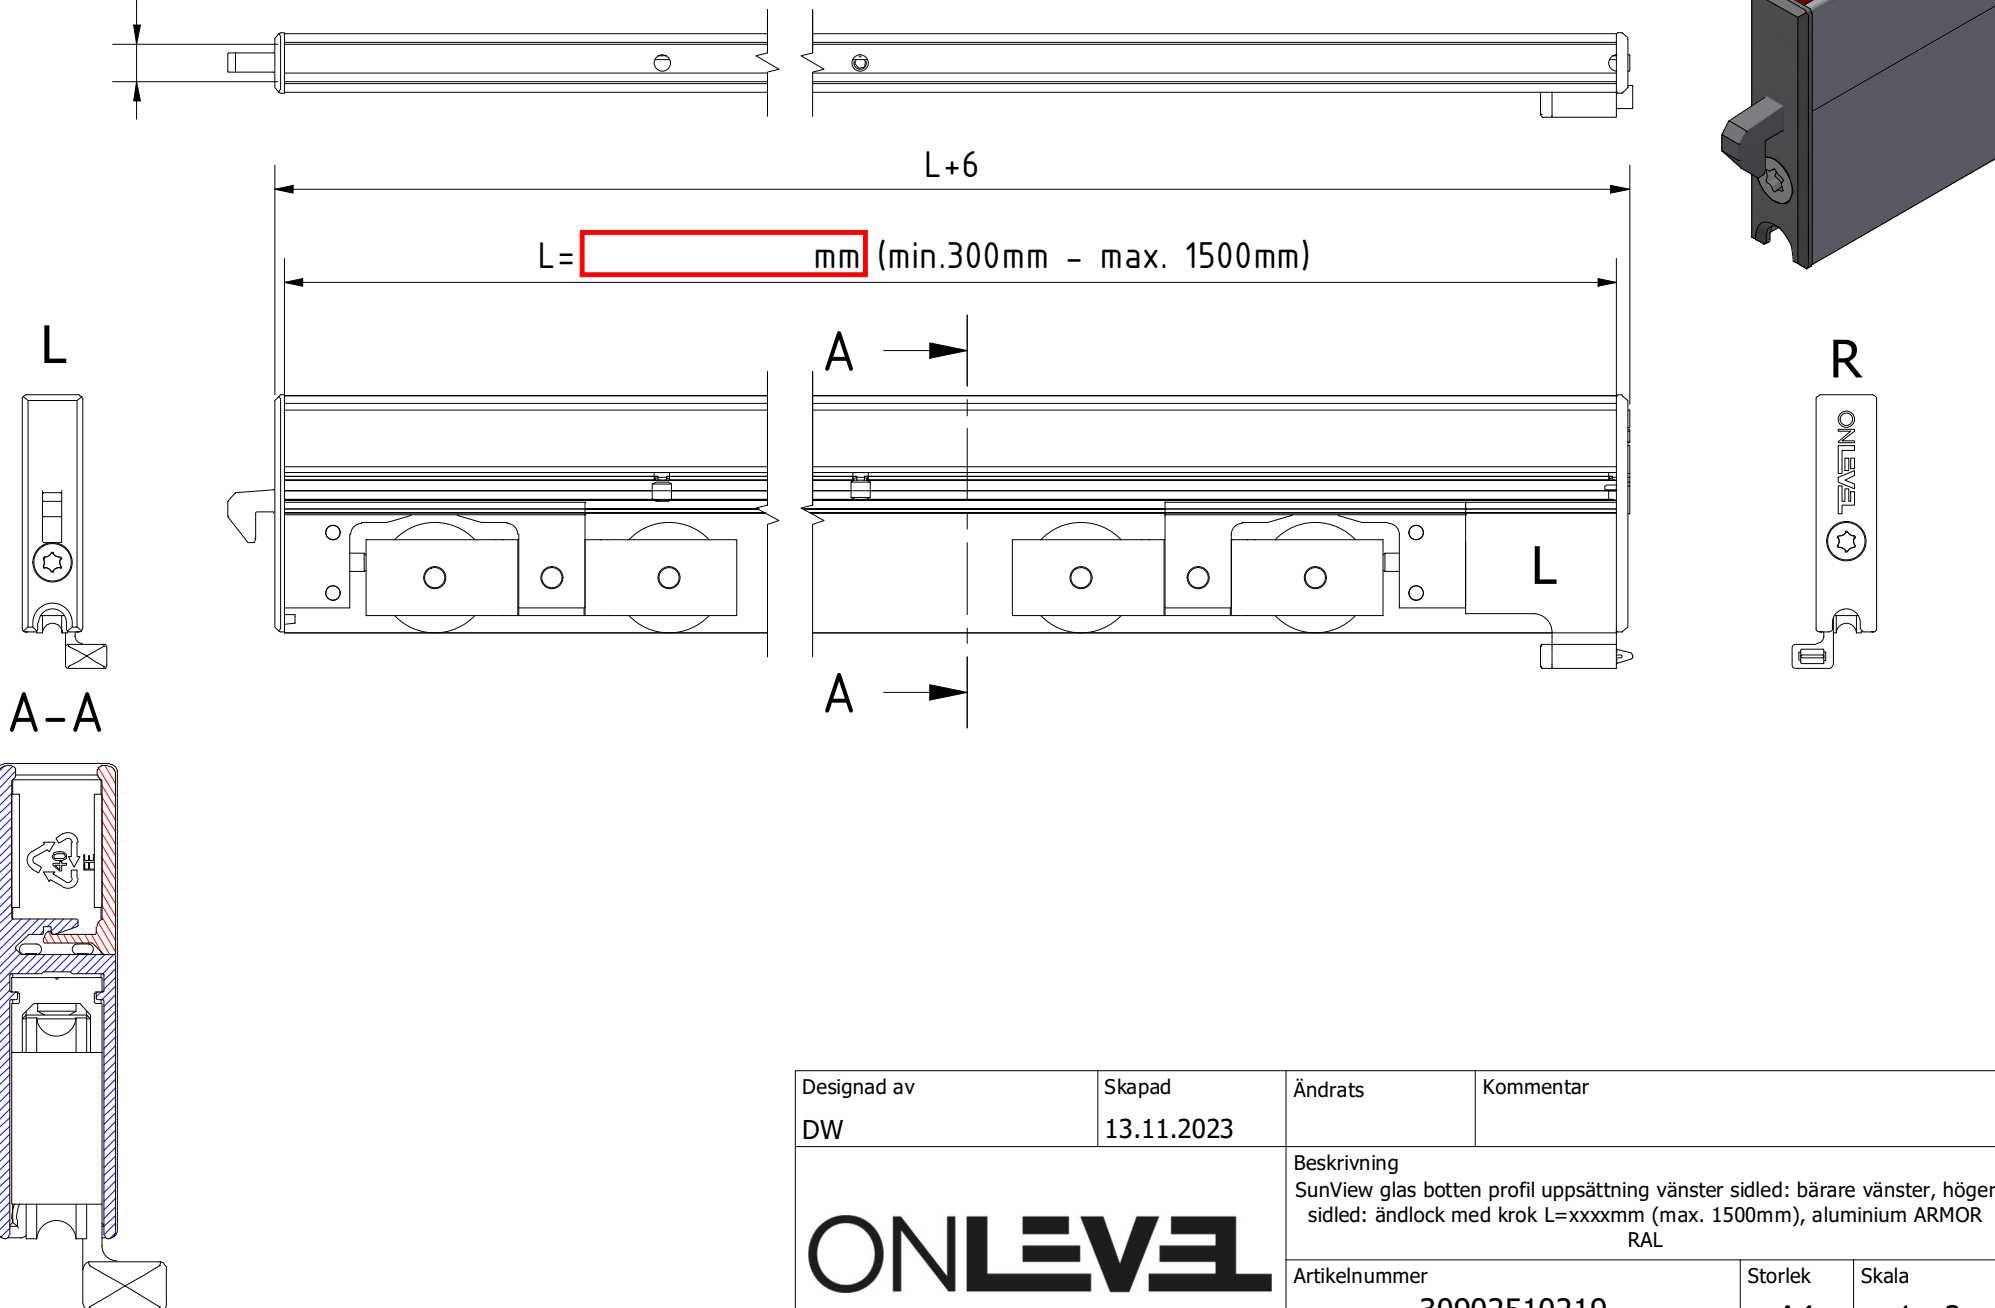 L+6
L= mm (min.300mm - max. 1500mm)
L
A
R
ONLEVEL
L
A
A-A
40
FE
Designad av
DW
Skapad
13.11.2023
Ändrats
Kommentar
Beskrivning
SunView glas botten profil uppsättning vänster sidled: bärare vänster, höger
sidled: ändlock med krok L=xxxxmm (max. 1500mm), aluminium ARMOR
RAL
ONLEVEL
Artikelnummer
30902510219
Storlek
Skala